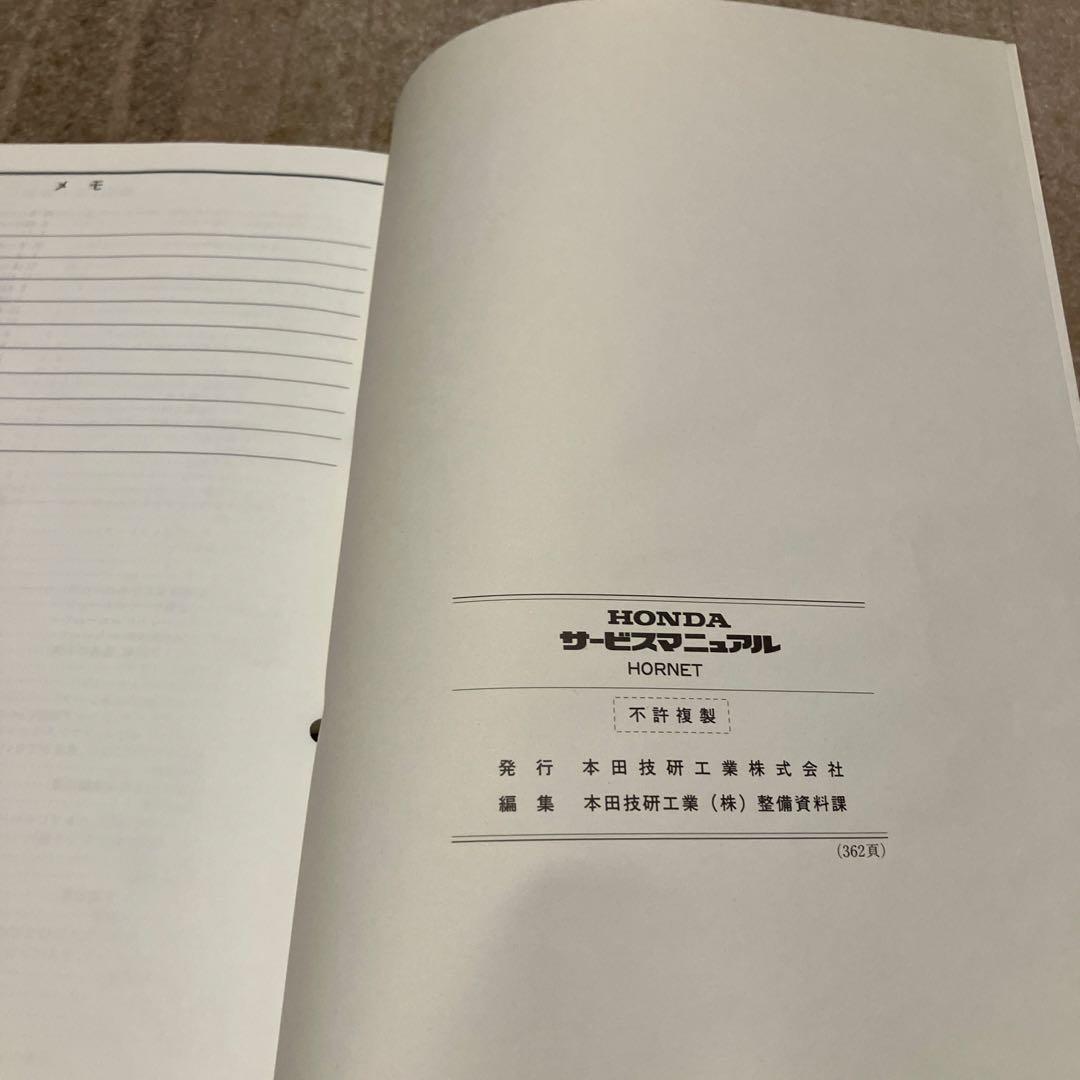 メモ
HONDA
サービスマニュアル
HORNET
不許複製
発行 本田技研工業株式会社
編集 本田技研工業（株）整備資料課
(362頁)